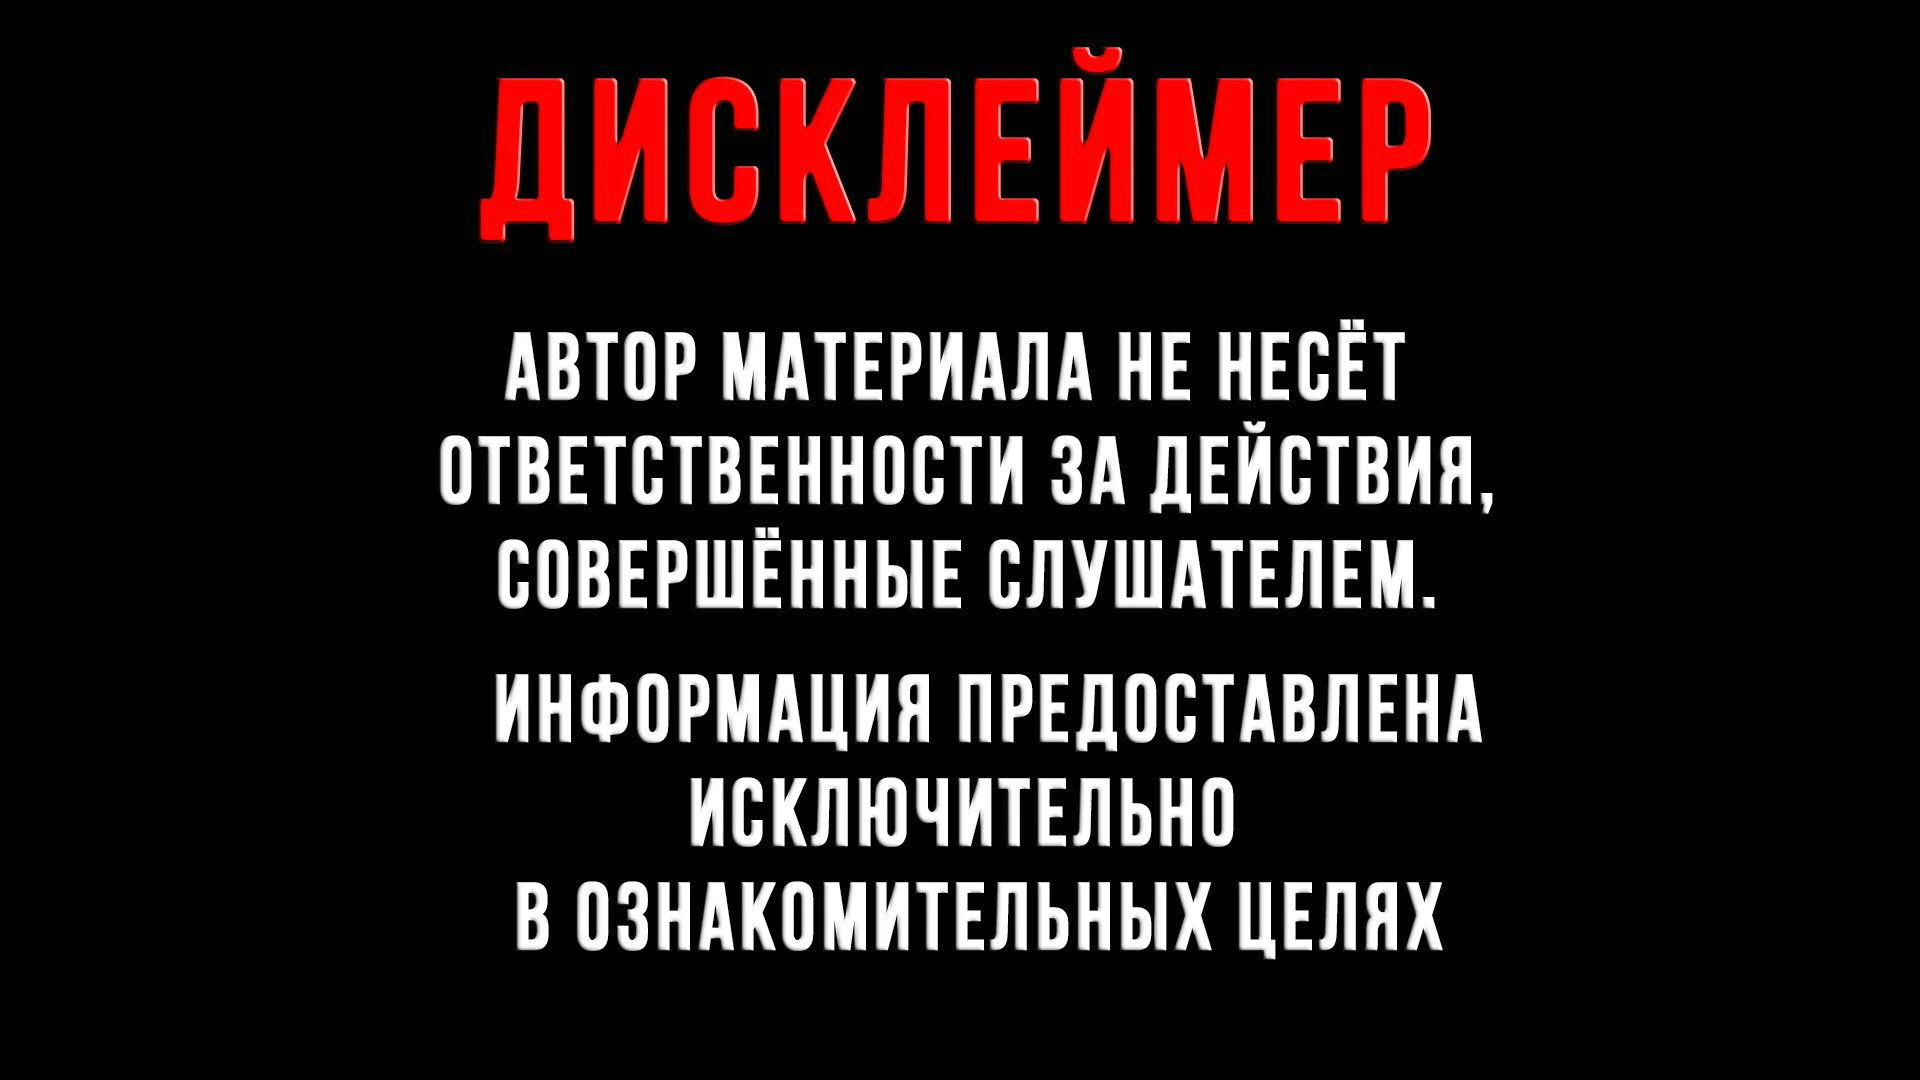 ДИСКЛЕЙМЕР
АВТОР МАТЕРИАЛА НЕ НЕСЁТ
ОТВЕТСТВЕННОСТИ ЗА ДЕЙСТВИЯ,
СОВЕРШЁННЫЕ СЛУШАТЕЛЕМ.
ИНФОРМАЦИЯ ПРЕДОСТАВЛЕНА
ИСКЛЮЧИТЕЛЬНО
В ОЗНАКОМИТЕЛЬНЫХ ЦЕЛЯХ